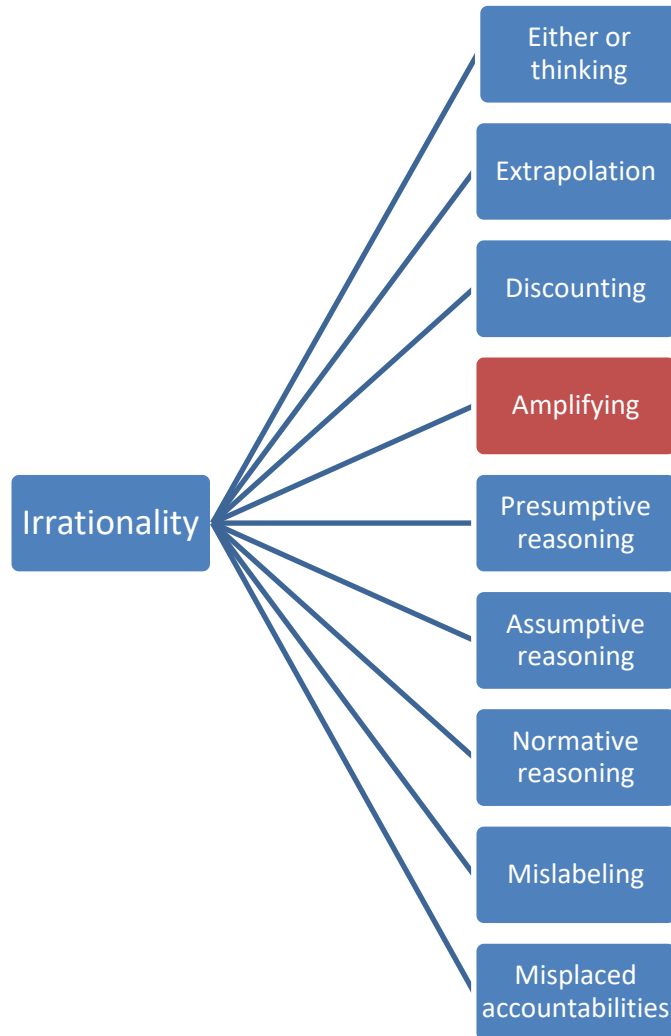 Either or
thinking
Extrapolation
Discounting
Amplifying
Irrationality
Presumptive
reasoning
Assumptive
reasoning
Normative
reasoning
Mislabeling
Misplaced
accountabilities